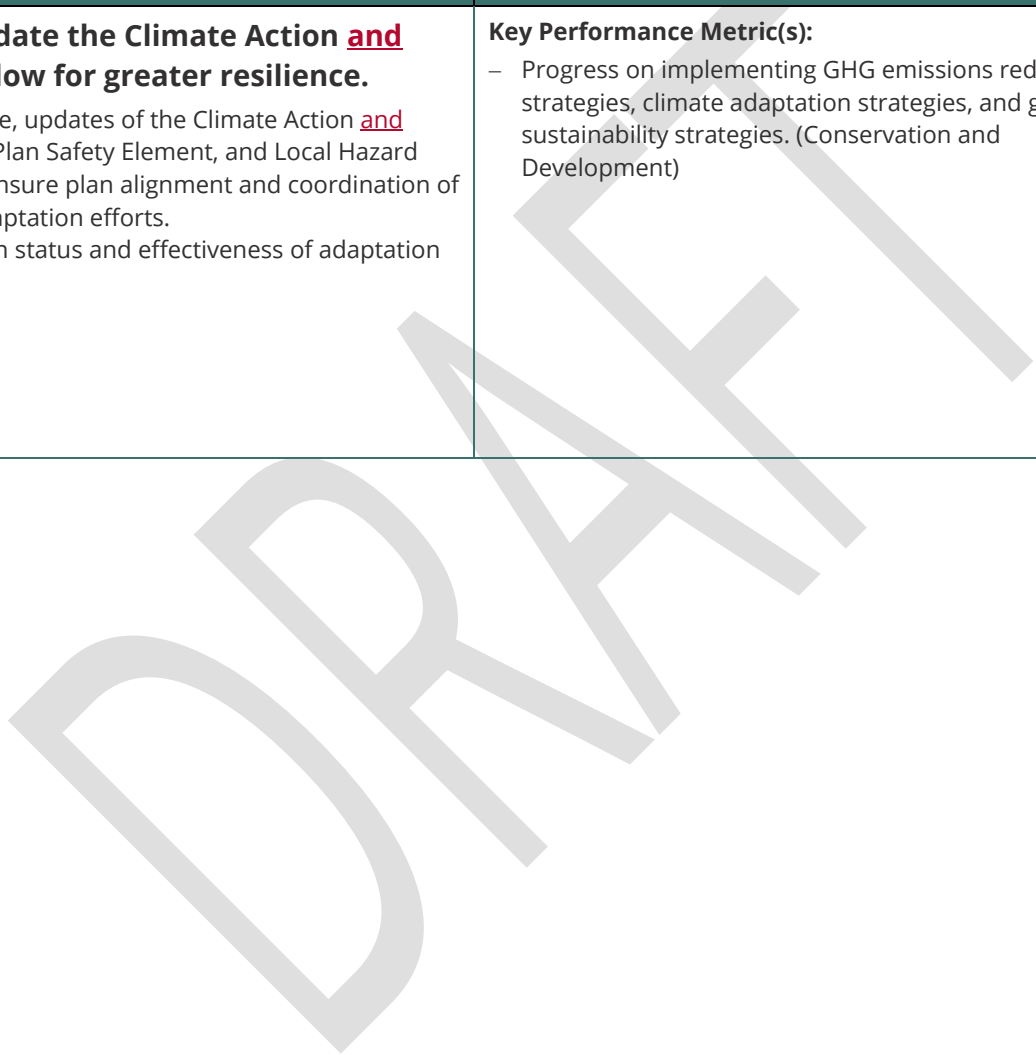 date the Climate Action and
low for greater resilience.
e, updates of the Climate Action and
Plan Safety Element, and Local Hazard
nsure plan alignment and coordination of
ptation efforts.
n status and effectiveness of adaptation
Key Performance Metric(s):
– Progress on implementing GHG emissions red
strategies, climate adaptation strategies, and g
sustainability strategies. (Conservation and
Development)
DRAFT